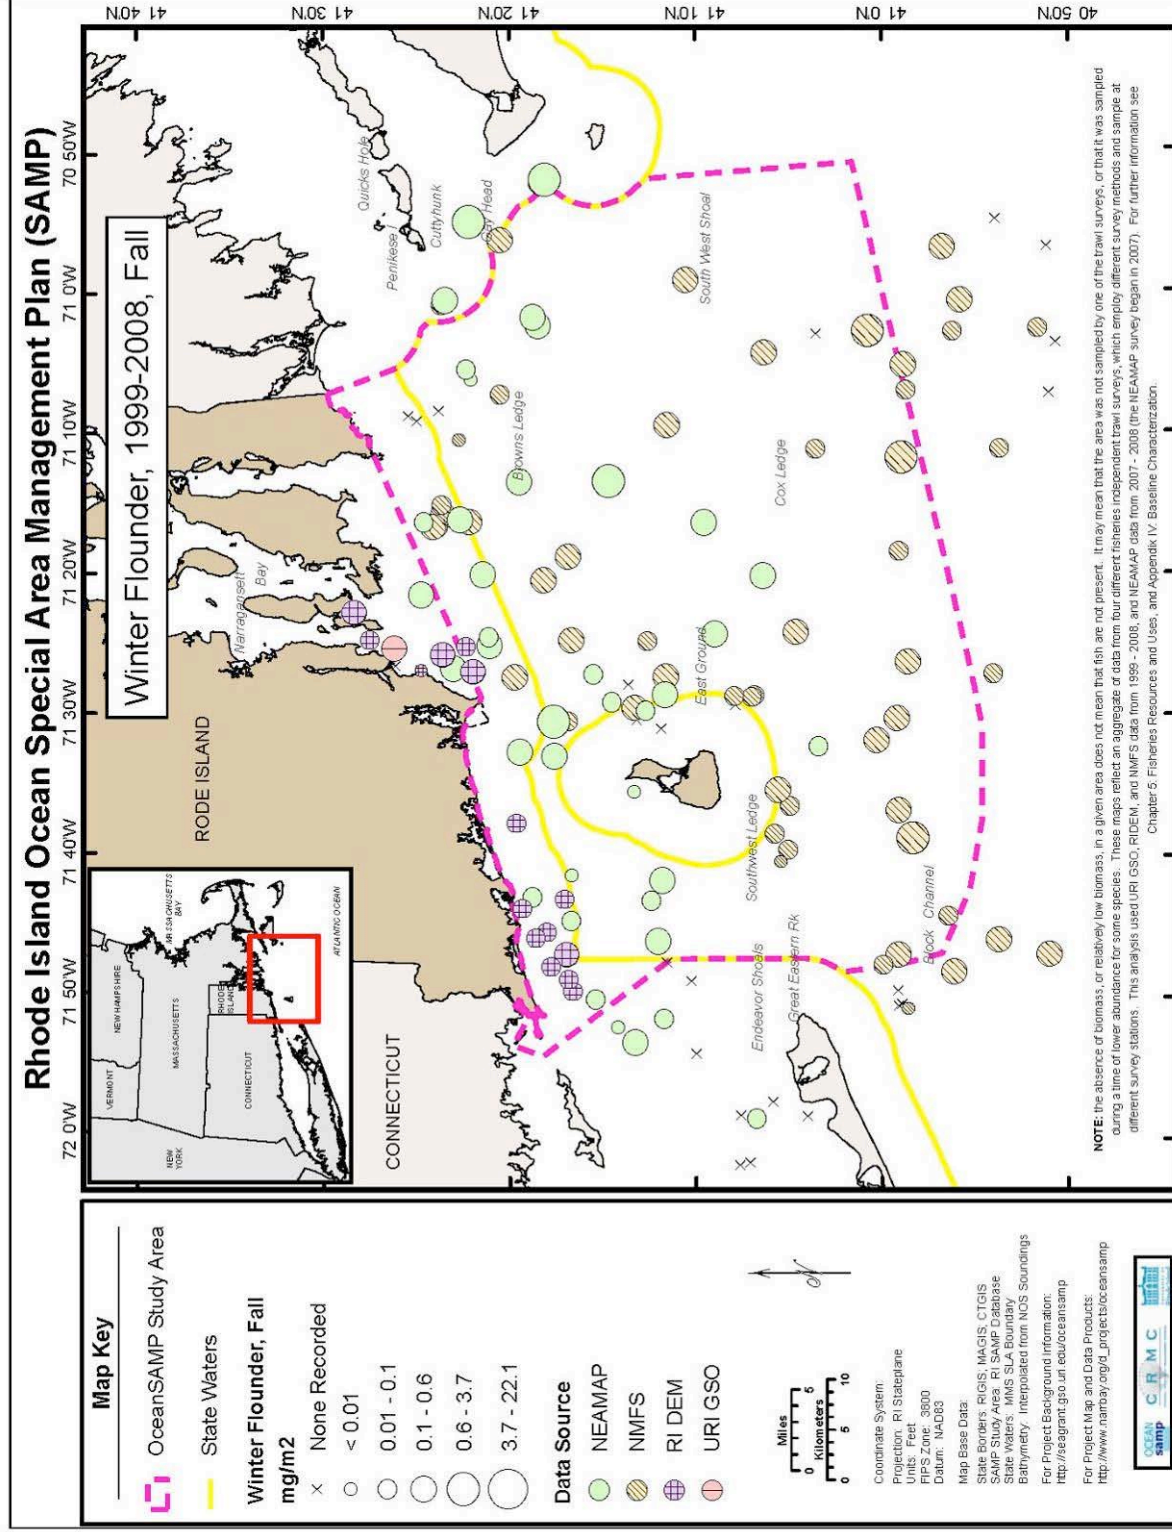 Rhode Island Ocean Special Area Management Plan (SAMP)
72 0'W
71 50'W
71 40'W
71 30'W
71 20'W
71 10'W
71 0'W
70 50'W
41 40'N
41 30'N
41 20'N
41 10'N
41 0'N
40 50'N
Winter Flounder, 1999-2008, Fall
VERMONT
NEW HAMPSHIRE
MASSACHUSETTS
MASSACHUSETTS
BAY
NEW
YORK
CONNECTICUT
RHODE
ISLAND
ATLANTIC OCEAN
RODE ISLAND
CONNECTICUT
Narragansett
Bay
Quicks Hole
Penikese I
Cuttyhunk
Gay Head
Browns Ledge
South West Shoal
Cox Ledge
East Ground
Southwest Ledge
Endeavor Shoals
Great Eastern Rk
Block Channel
NOTE: the absence of biomass, or relatively low biomass, in a given area does not mean that fish are not present. It may mean that the area was not sampled by one of the trawl surveys, or that it was sampled
during a time of lower abundance for some species. These maps reflect an aggregate of data from four different fisheries independent trawl surveys, which employ different survey methods and sample at
different survey stations. This analysis used URI GSO, RIDEM, and NMFS data from 1999 - 2008, and NEAMAP data from 2007 - 2008 (the NEAMAP survey began in 2007). For further information see
Chapter 5. Fisheries Resources and Uses, and Appendix IV. Baseline Characterization.
Map Key
OceanSAMP Study Area
State Waters
Winter Flounder, Fall
mg/m2
None Recorded
< 0.01
0.01 - 0.1
0.1 - 0.6
0.6 - 3.7
3.7 - 22.1
Data Source
NEAMAP
NMFS
RI DEM
URI GSO
Miles
0 5
Kilometers
0 5 10
N
Coordinate System:
Projection: RI Stateplane
Units: Feet
FIPS Zone: 3800
Datum: NAD83
Map Base Data:
State Borders: RIGIS, MAGIS, CTGIS
SAMP Study Area: RI SAMP Database
State Waters: MMS SLA Boundary
Bathymetry: Interpolated from NOS Soundings
For Project Background Information:
http://seagrant.gso.uri.edu/oceansamp
For Project Map and Data Products:
http://www.narrbay.org/d_projects/oceansamp
OCEAN
samp
CRMC